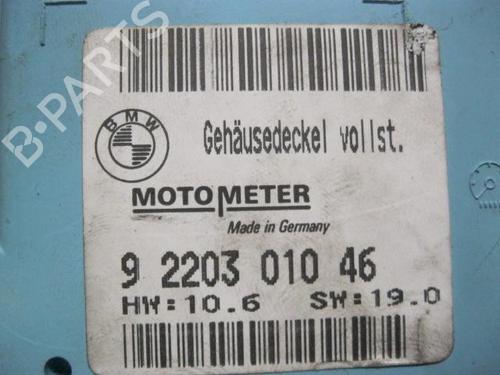 B-PARTS
BMW
Gehäusedeckel vollst.
MOTOMETER
Made in Germany
9 2203 010 46
HW:10.6 SW:19.0